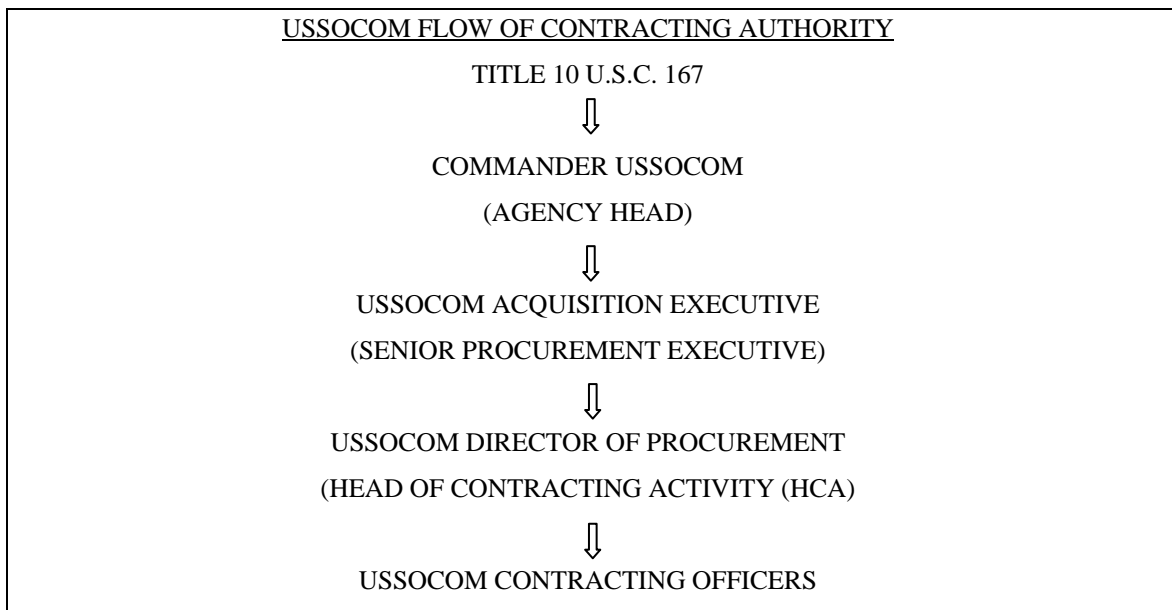 USSOCOM FLOW OF CONTRACTING AUTHORITY
TITLE 10 U.S.C. 167
COMMANDER USSOCOM
(AGENCY HEAD)
USSOCOM ACQUISITION EXECUTIVE
(SENIOR PROCUREMENT EXECUTIVE)
USSOCOM DIRECTOR OF PROCUREMENT
(HEAD OF CONTRACTING ACTIVITY (HCA)
USSOCOM CONTRACTING OFFICERS